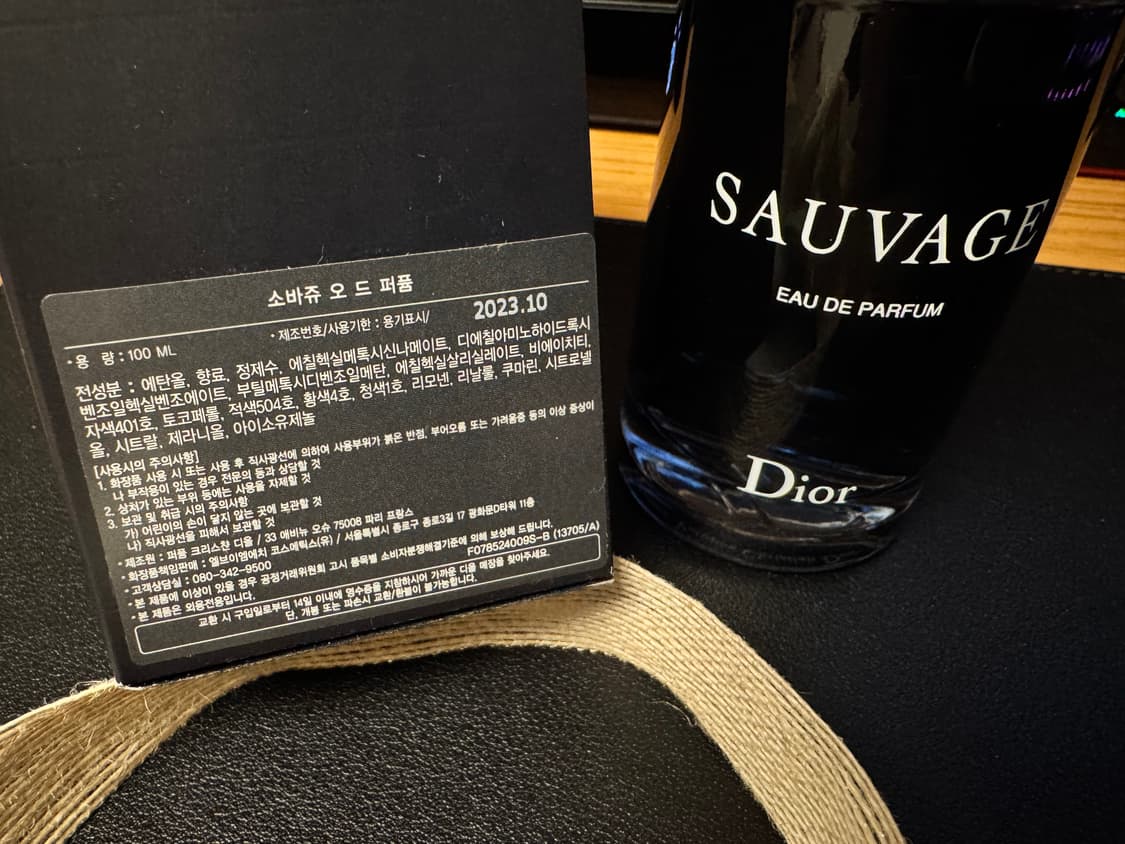 소바쥬 오 드 퍼퓸
• 용 량 : 100 ML • 제조번호/사용기한 : 용기표시/ 2023.10
전성분 : 에탄올, 향료, 정제수, 에칠헥실메톡시신나메이트, 디에칠아미노하이드록시
벤조일헥실벤조에이트, 부틸메톡시디벤조일메탄, 에칠헥실살리실레이트, 비에이치티,
자색401호, 토코페롤, 적색504호, 황색4호, 청색1호, 리모넨, 리날룰, 쿠마린, 시트로넬
올, 시트랄, 제라니올, 아이소유제놀
[사용시의 주의사항]
1. 화장품 사용 시 또는 사용 후 직사광선에 의하여 사용부위가 붉은 반점, 부어오름 또는 가려움증 등의 이상 증상이
나 부작용이 있는 경우 전문의 등과 상담할 것
2. 상처가 있는 부위 등에는 사용을 자제할 것
3. 보관 및 취급 시의 주의사항
가) 어린이의 손이 닿지 않는 곳에 보관할 것
나) 직사광선을 피해서 보관할 것
• 제조원 : 퍼퓸 크리스챤 디올 / 33 애비뉴 오슈 75008 파리 프랑스
• 화장품책임판매 : 엘브이엠에치 코스메틱스(유) / 서울특별시 종로구 종로3길 17 광화문D타워 11층
• 고객상담실 : 080-342-9500
• 본 제품에 이상이 있을 경우 공정거래위원회 고시 품목별 소비자분쟁해결기준에 의해 보상해 드립니다.
• 본 제품은 외용전용입니다. F078524009S-B (13705/A)
교환 시 구입일로부터 14일 이내에 영수증을 지참하시어 가까운 디올 매장을 찾아주세요.
단, 개봉 또는 파손시 교환/환불이 불가능합니다.
SAUVAGE
EAU DE PARFUM
Dior